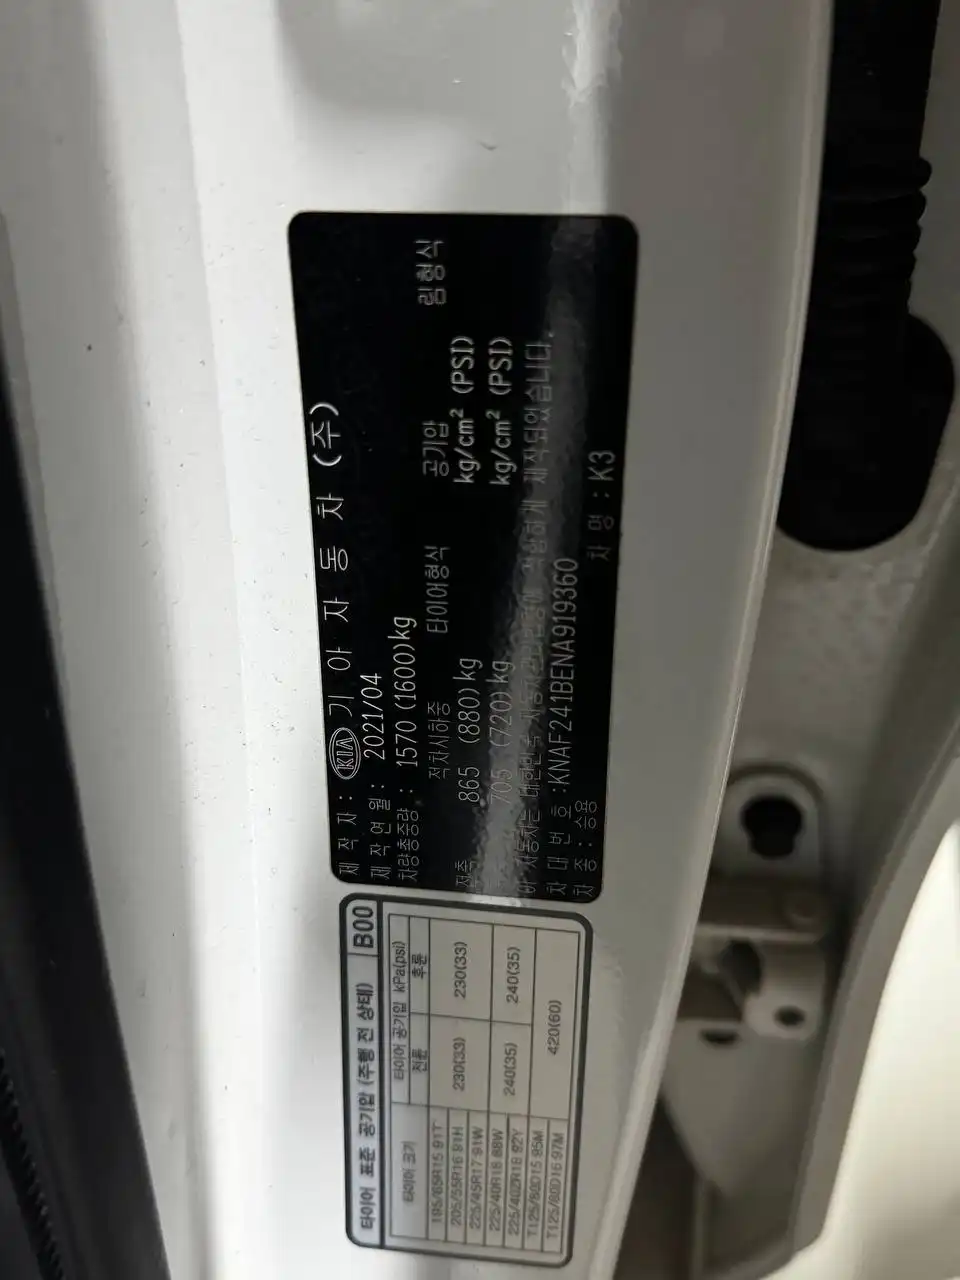 제 작 자 : KIA 기 아 자 동 차 (주)
제 작 연 월 : 2021/04
차량총중량 : 1570 (1600)kg
적차시하중 타이어형식 공기압 림형식
전축 865 (880)kg kg/cm² (PSI)
705 (720)kg kg/cm² (PSI)
이 자동차는 대한민국 자동차관리법령에 적합하게 제작되었습니다.
차 대 번 호 : KNAF241BENA919360
차 종 : 승용 차 명 : K3
타이어 표준 공기압 (주행 전 상태) B00
타이어 크기 타이어 공기압 kPa(psi)
전륜 후륜
195/65R15 91T
205/55R16 91H 230(33) 230(33)
225/45R17 91W
225/40R18 88W 240(35) 240(35)
225/40ZR18 92Y
T125/80D15 95M 420(60)
T125/80D16 97M